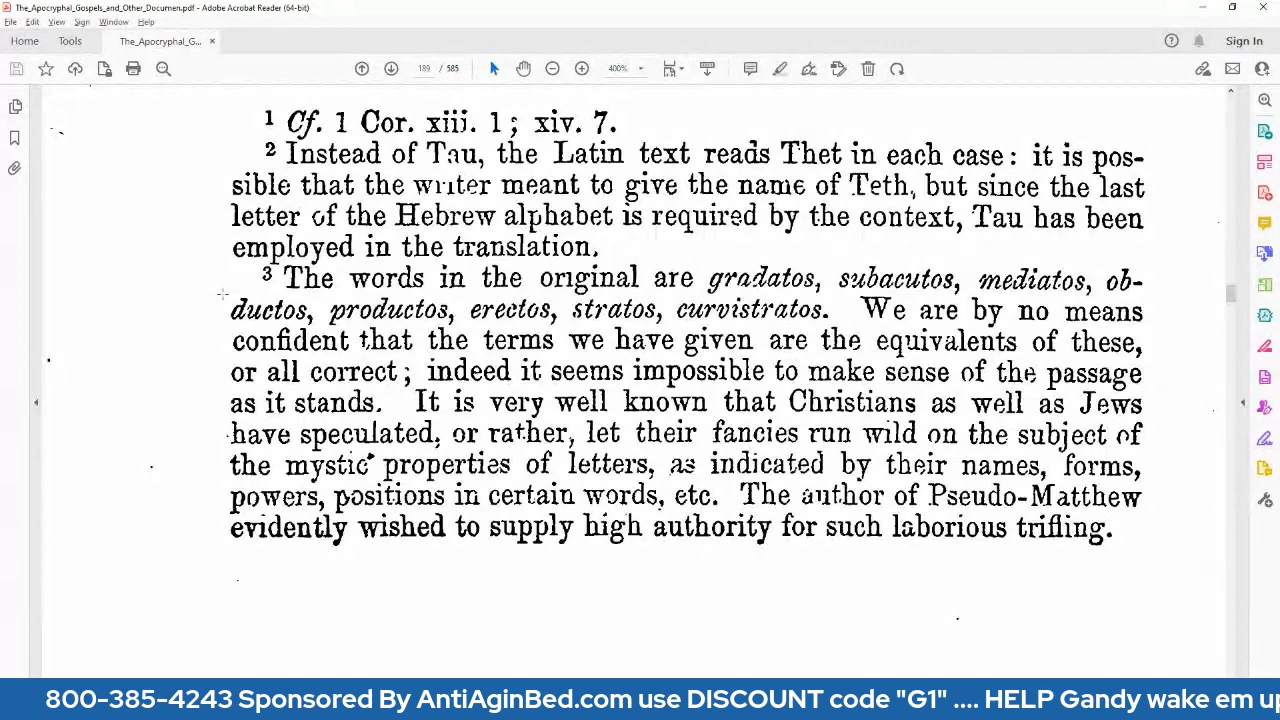 The_Apocryphal_Gospels_and_Other_Documen.pdf - Adobe Acrobat Reader (64-bit)
File Edit View Sign Window Help
Home Tools The_Apocryphal_G... × Sign In
189 / 585 400%
1 Cf. 1 Cor. xiii. 1; xiv. 7.
2 Instead of Tau, the Latin text reads Thet in each case: it is pos-
sible that the writer meant to give the name of Teth, but since the last
letter of the Hebrew alphabet is required by the context, Tau has been
employed in the translation.
3 The words in the original are gradatos, subacutos, mediatos, ob-
ductos, productos, erectos, stratos, curvistratos. We are by no means
confident that the terms we have given are the equivalents of these,
or all correct; indeed it seems impossible to make sense of the passage
as it stands. It is very well known that Christians as well as Jews
have speculated, or rather, let their fancies run wild on the subject of
the mystic properties of letters, as indicated by their names, forms,
powers, positions in certain words, etc. The author of Pseudo-Matthew
evidently wished to supply high authority for such laborious trifling.
800-385-4243 Sponsored By AntiAginBed.com use DISCOUNT code "G1" .... HELP Gandy wake em up